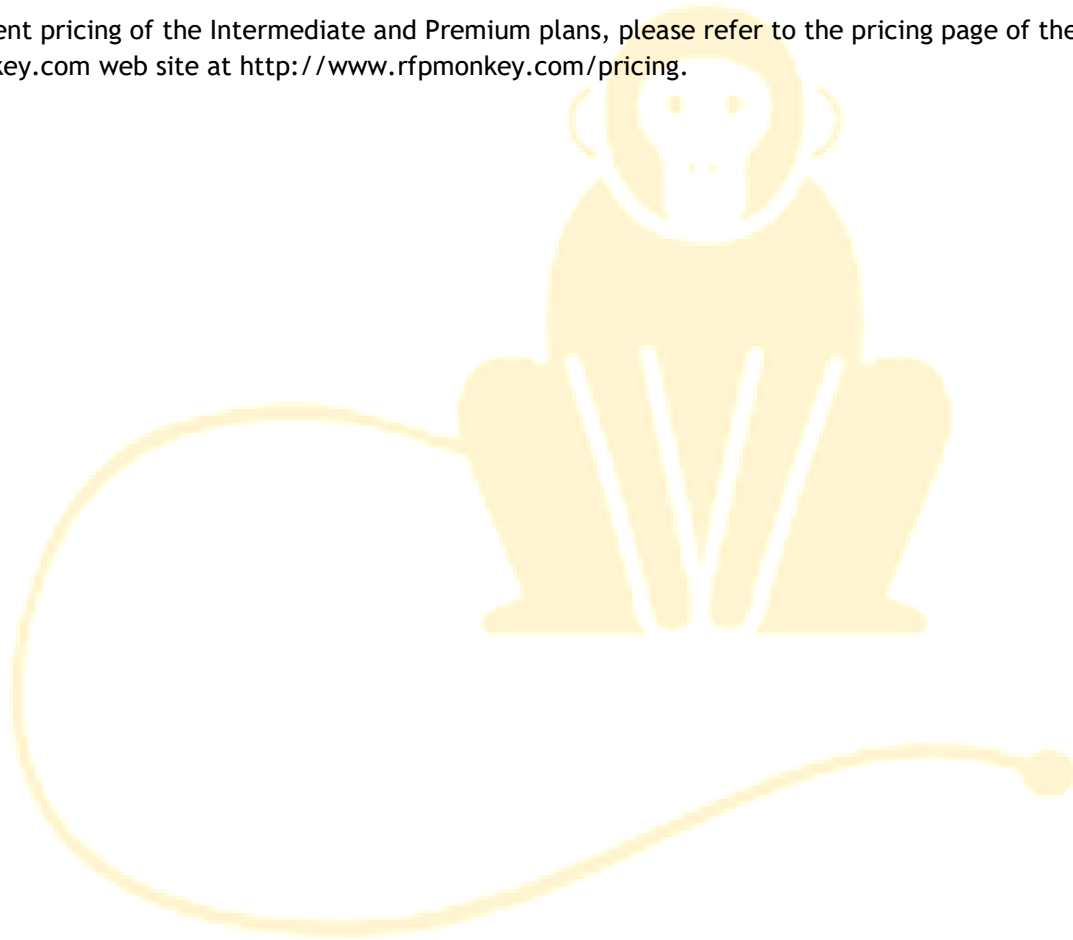 ent pricing of the Intermediate and Premium plans, please refer to the pricing page of the
key.com web site at http://www.rfpmonkey.com/pricing.